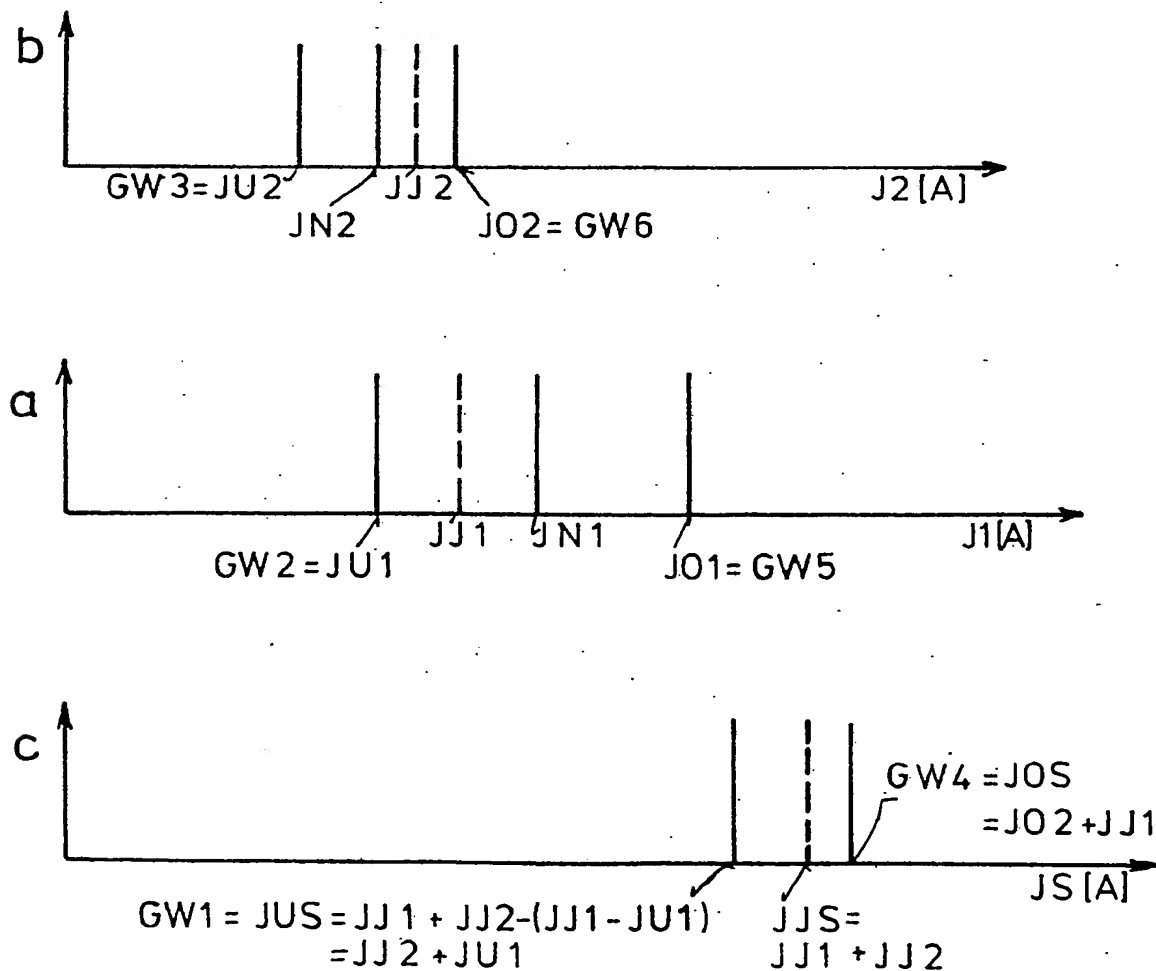 b
GW3=JU2
JJ2
J2[A]
JN2
JO2=GW6
a
JJ1
JN1
J1[A]
GW2=JU1
JO1=GW5
c
GW4=JOS
=JO2+JJ1
JS[A]
GW1=JUS=JJ1+JJ2-(JJ1-JU1)
=JJ2+JU1
JJS=
JJ1+JJ2